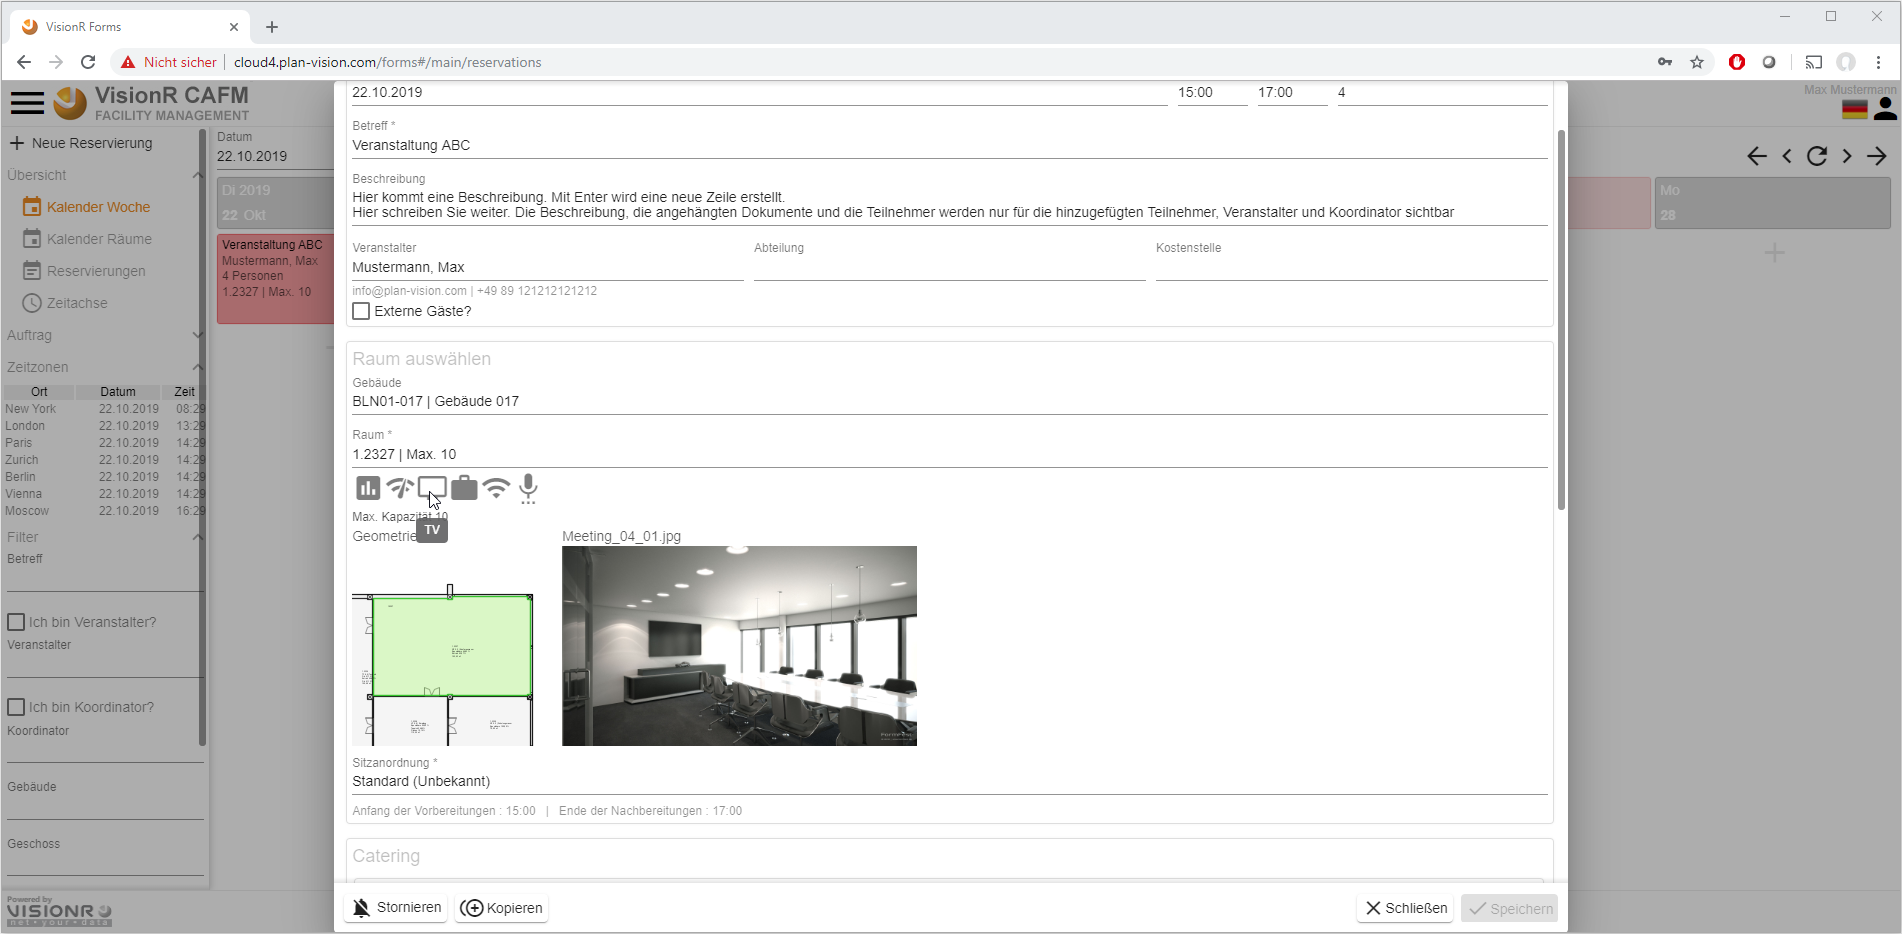 VisionR Forms
Nicht sicher
cloud4.plan-vision.com/forms#/main/reservations
VisionR CAFM
FACILITY MANAGEMENT
Max Mustermann
Neue Reservierung
Übersicht
Kalender Woche
Kalender Räume
Reservierungen
Zeitachse
Auftrag
Zeitzonen
Ort Datum Zeit
New York 22.10.2019 08:29
London 22.10.2019 13:29
Paris 22.10.2019 14:29
Zurich 22.10.2019 14:29
Berlin 22.10.2019 14:29
Vienna 22.10.2019 14:29
Moscow 22.10.2019 16:29
Filter
Betreff
Ich bin Veranstalter?
Veranstalter
Ich bin Koordinator?
Koordinator
Gebäude
Geschoss
Powered by
VISIONR
net•your•data
Datum
22.10.2019
Di 2019
22 Okt
Veranstaltung ABC
Mustermann, Max
4 Personen
1.2327 | Max. 10
Mo
28
22.10.2019 15:00 17:00 4
Betreff *
Veranstaltung ABC
Beschreibung
Hier kommt eine Beschreibung. Mit Enter wird eine neue Zeile erstellt.
Hier schreiben Sie weiter. Die Beschreibung, die angehängten Dokumente und die Teilnehmer werden nur für die hinzugefügten Teilnehmer, Veranstalter und Koordinator sichtbar
Veranstalter Abteilung Kostenstelle
Mustermann, Max
info@plan-vision.com | +49 89 121212121212
Externe Gäste?
Raum auswählen
Gebäude
BLN01-017 | Gebäude 017
Raum *
1.2327 | Max. 10
Max. Kapazität 10
TV
Geometrie
Meeting_04_01.jpg
Sitzanordnung *
Standard (Unbekannt)
Anfang der Vorbereitungen : 15:00 | Ende der Nachbereitungen : 17:00
Catering
Stornieren
Kopieren
Schließen
Speichern